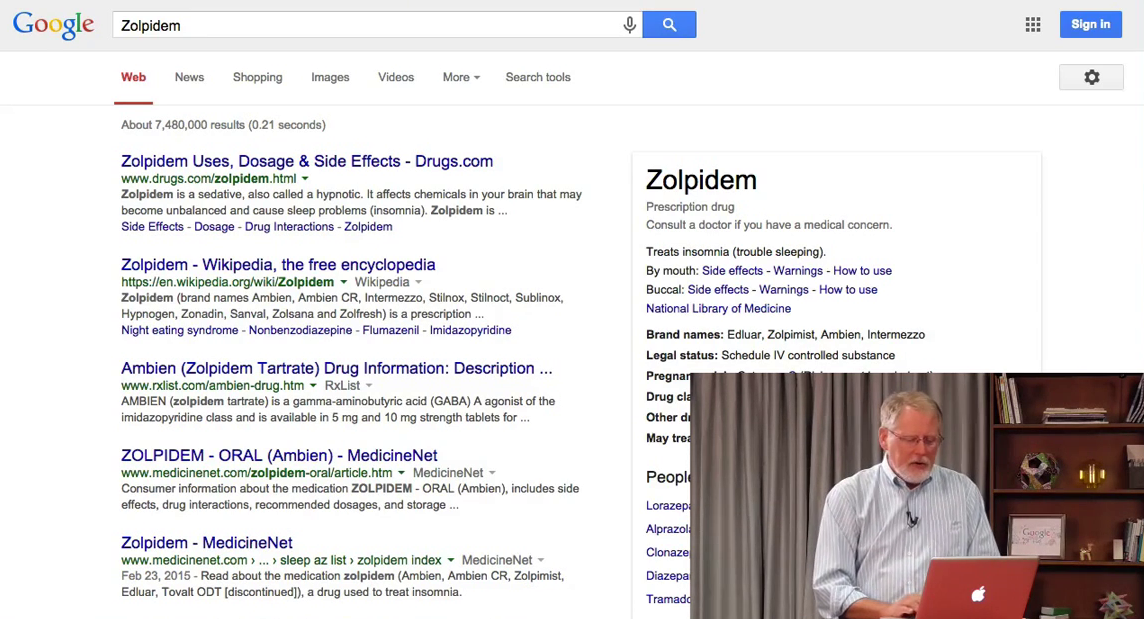 Google
Zolpidem
Sign in
Web News Shopping Images Videos More Search tools
About 7,480,000 results (0.21 seconds)
Zolpidem Uses, Dosage & Side Effects - Drugs.com
www.drugs.com/zolpidem.html
Zolpidem is a sedative, also called a hypnotic. It affects chemicals in your brain that may
become unbalanced and cause sleep problems (insomnia). Zolpidem is ...
Side Effects - Dosage - Drug Interactions - Zolpidem
Zolpidem - Wikipedia, the free encyclopedia
https://en.wikipedia.org/wiki/Zolpidem Wikipedia
Zolpidem (brand names Ambien, Ambien CR, Intermezzo, Stilnox, Stilnoct, Sublinox,
Hypnogen, Zonadin, Sanval, Zolsana and Zolfresh) is a prescription ...
Night eating syndrome - Nonbenzodiazepine - Flumazenil - Imidazopyridine
Ambien (Zolpidem Tartrate) Drug Information: Description ...
www.rxlist.com/ambien-drug.htm RxList
AMBIEN (zolpidem tartrate) is a gamma-aminobutyric acid (GABA) A agonist of the
imidazopyridine class and is available in 5 mg and 10 mg strength tablets for ...
ZOLPIDEM - ORAL (Ambien) - MedicineNet
www.medicinenet.com/zolpidem-oral/article.htm MedicineNet
Consumer information about the medication ZOLPIDEM - ORAL (Ambien), includes side
effects, drug interactions, recommended dosages, and storage ...
Zolpidem - MedicineNet
www.medicinenet.com › ... › sleep az list › zolpidem index MedicineNet
Feb 23, 2015 - Read about the medication zolpidem (Ambien, Ambien CR, Zolpimist,
Edluar, Tovalt ODT [discontinued]), a drug used to treat insomnia.
Zolpidem
Prescription drug
Consult a doctor if you have a medical concern.
Treats insomnia (trouble sleeping).
By mouth: Side effects - Warnings - How to use
Buccal: Side effects - Warnings - How to use
National Library of Medicine
Brand names: Edluar, Zolpimist, Ambien, Intermezzo
Legal status: Schedule IV controlled substance
Drug cla
Other d
May trea
People
Lorazep
Alprazol
Clonaze
Diazepa
Tramado
Google